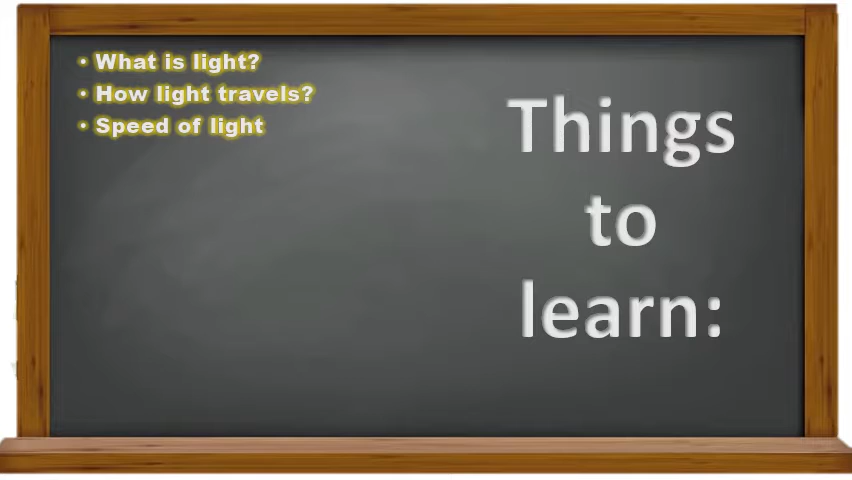 • What is light?
• How light travels?
• Speed of light
Things
to
learn: